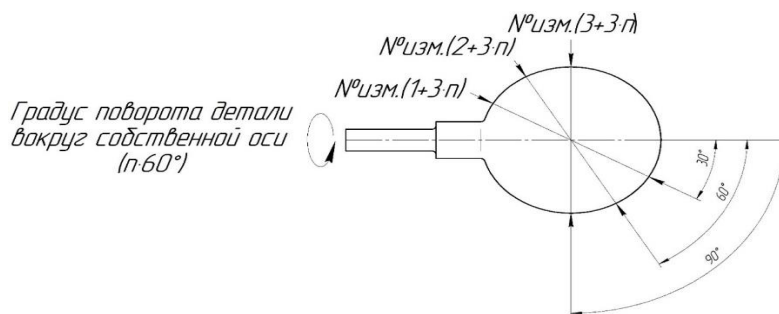 №изм.(3+3·п)
№изм.(2+3·п)
№изм.(1+3·п)
Градус поворота детали
вокруг собственной оси
(п·60°)
30°
60°
90°